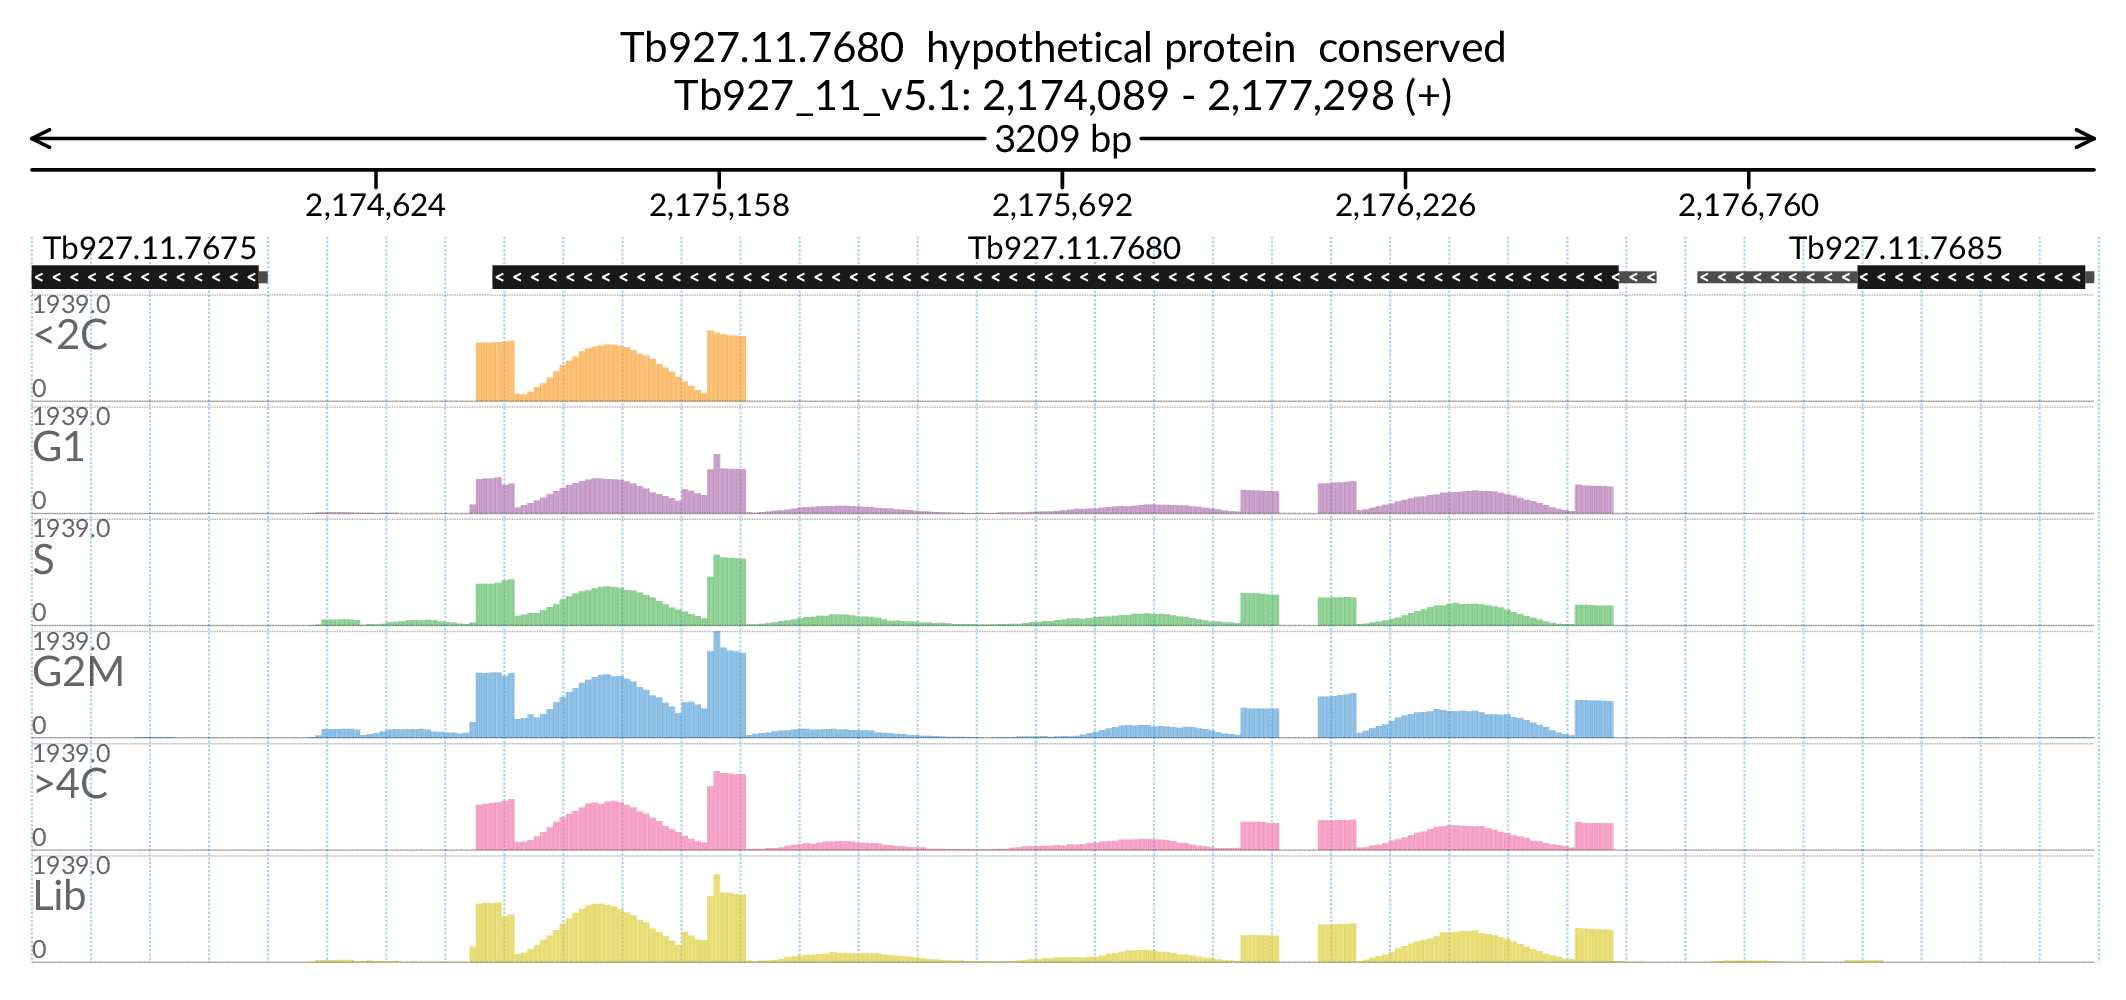 Tb927.11.7680  hypothetical protein  conserved
Tb927_11_v5.1: 2,174,089 - 2,177,298 (+)
3209 bp
2,174,624 2,175,158 2,175,692 2,176,226 2,176,760
Tb927.11.7675 Tb927.11.7680 Tb927.11.7685
1939.0
<2C
0
1939.0
G1
0
1939.0
S
0
1939.0
G2M
0
1939.0
>4C
0
1939.0
Lib
0